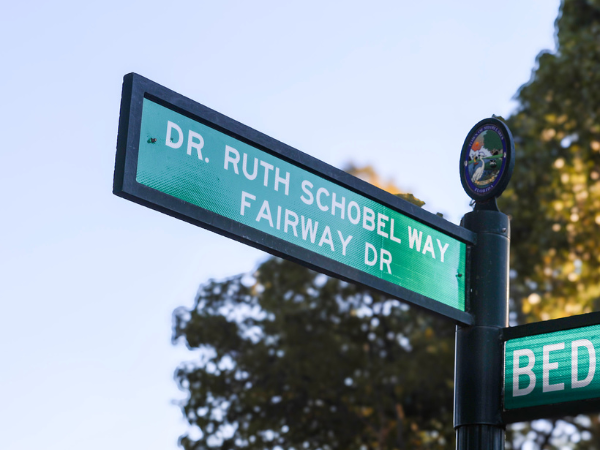 DR. RUTH SCHOBEL WAY
FAIRWAY DR
BED